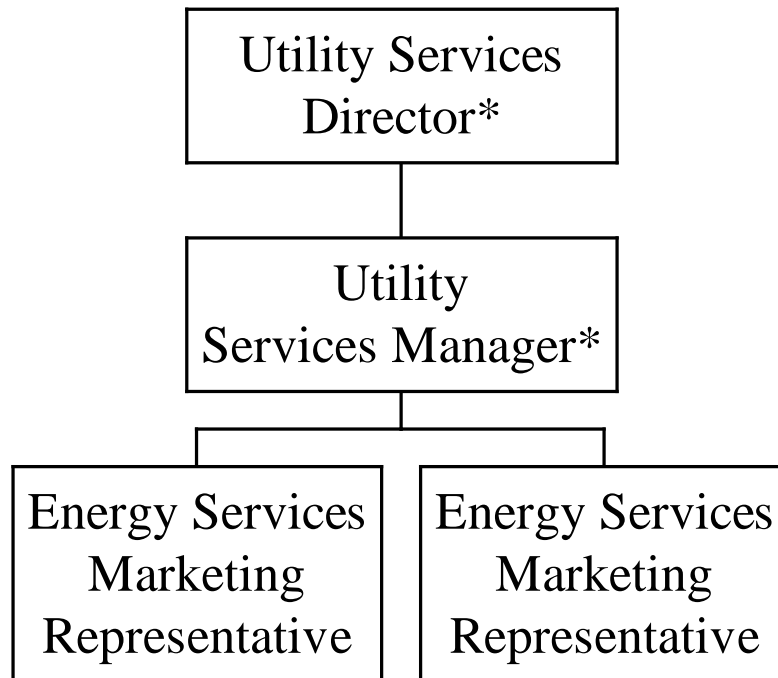 Utility Services
Director*
Utility
Services Manager*
Energy Services
Marketing
Representative
Energy Services
Marketing
Representative